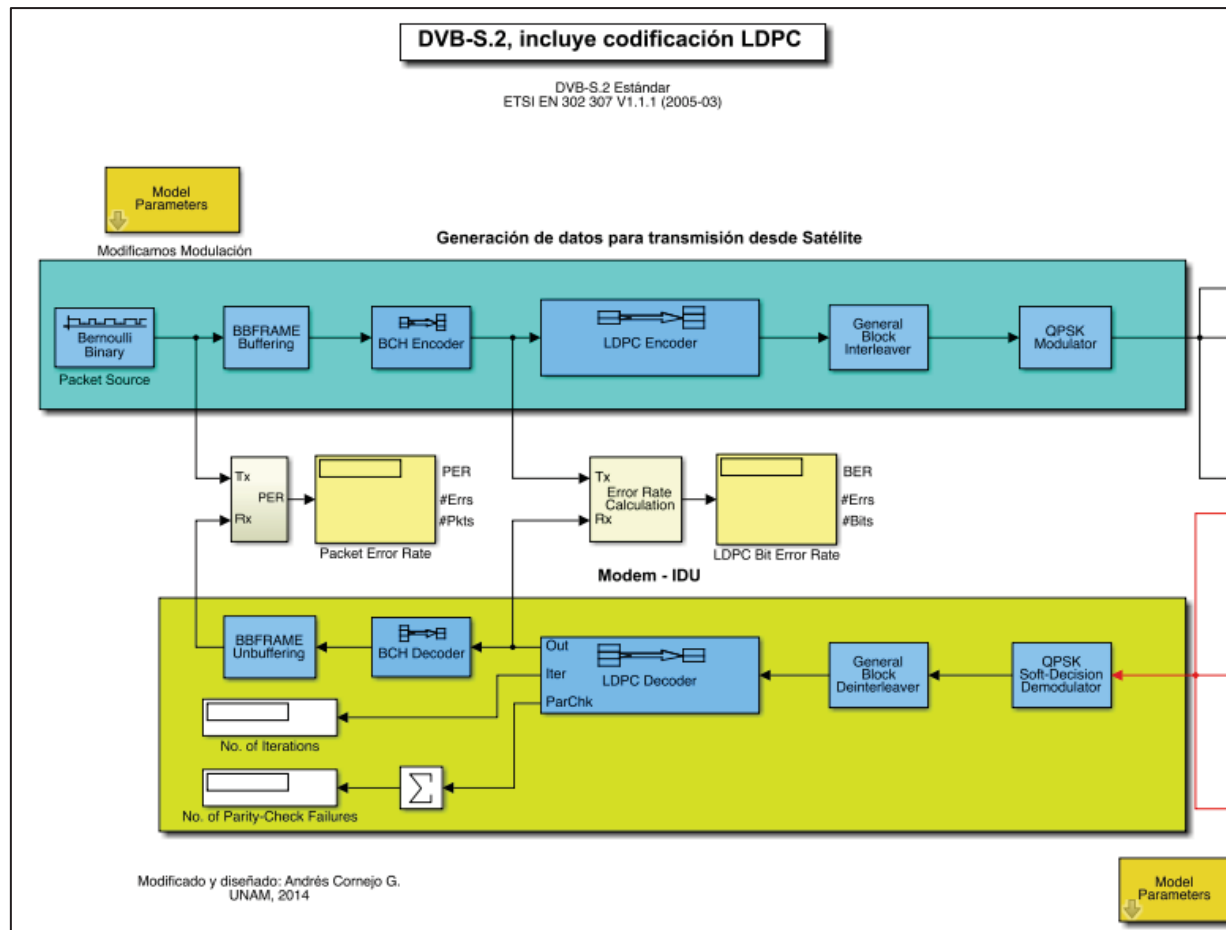 DVB-S.2, incluye codificación LDPC
DVB-S.2 Estándar
ETSI EN 302 307 V1.1.1 (2005-03)
Model
Parameters
Modificamos Modulación
Generación de datos para transmisión desde Satélite
Bernoulli
Binary
Packet Source
BBFRAME
Buffering
BCH Encoder
LDPC Encoder
General
Block
Interleaver
QPSK
Modulator
Tx
PER
Rx
PER
#Errs
#Pkts
Packet Error Rate
Tx
Error Rate
Calculation
Rx
BER
#Errs
#Bits
LDPC Bit Error Rate
Modem - IDU
BBFRAME
Unbuffering
BCH Decoder
Out
Iter
ParChk
LDPC Decoder
General
Block
Deinterleaver
QPSK
Soft-Decision
Demodulator
No. of Iterations
Σ
No. of Parity-Check Failures
Modificado y diseñado: Andrés Cornejo G.
UNAM, 2014
Model
Parameters